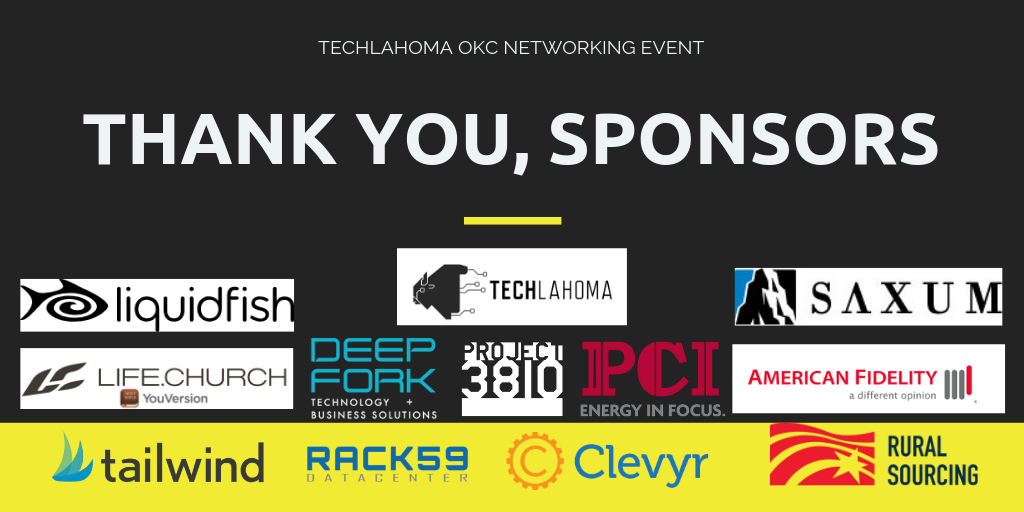 TECHLAHOMA OKC NETWORKING EVENT
THANK YOU, SPONSORS
liquidfish
TECHLAHOMA
SAXUM
LIFE.CHURCH
YouVersion
DEEP
FORK
TECHNOLOGY +
BUSINESS SOLUTIONS
PROJECT
3810
PCI
ENERGY IN FOCUS.
AMERICAN FIDELITY
a different opinion
tailwind
RACK59
DATACENTER
Clevyr
RURAL
SOURCING